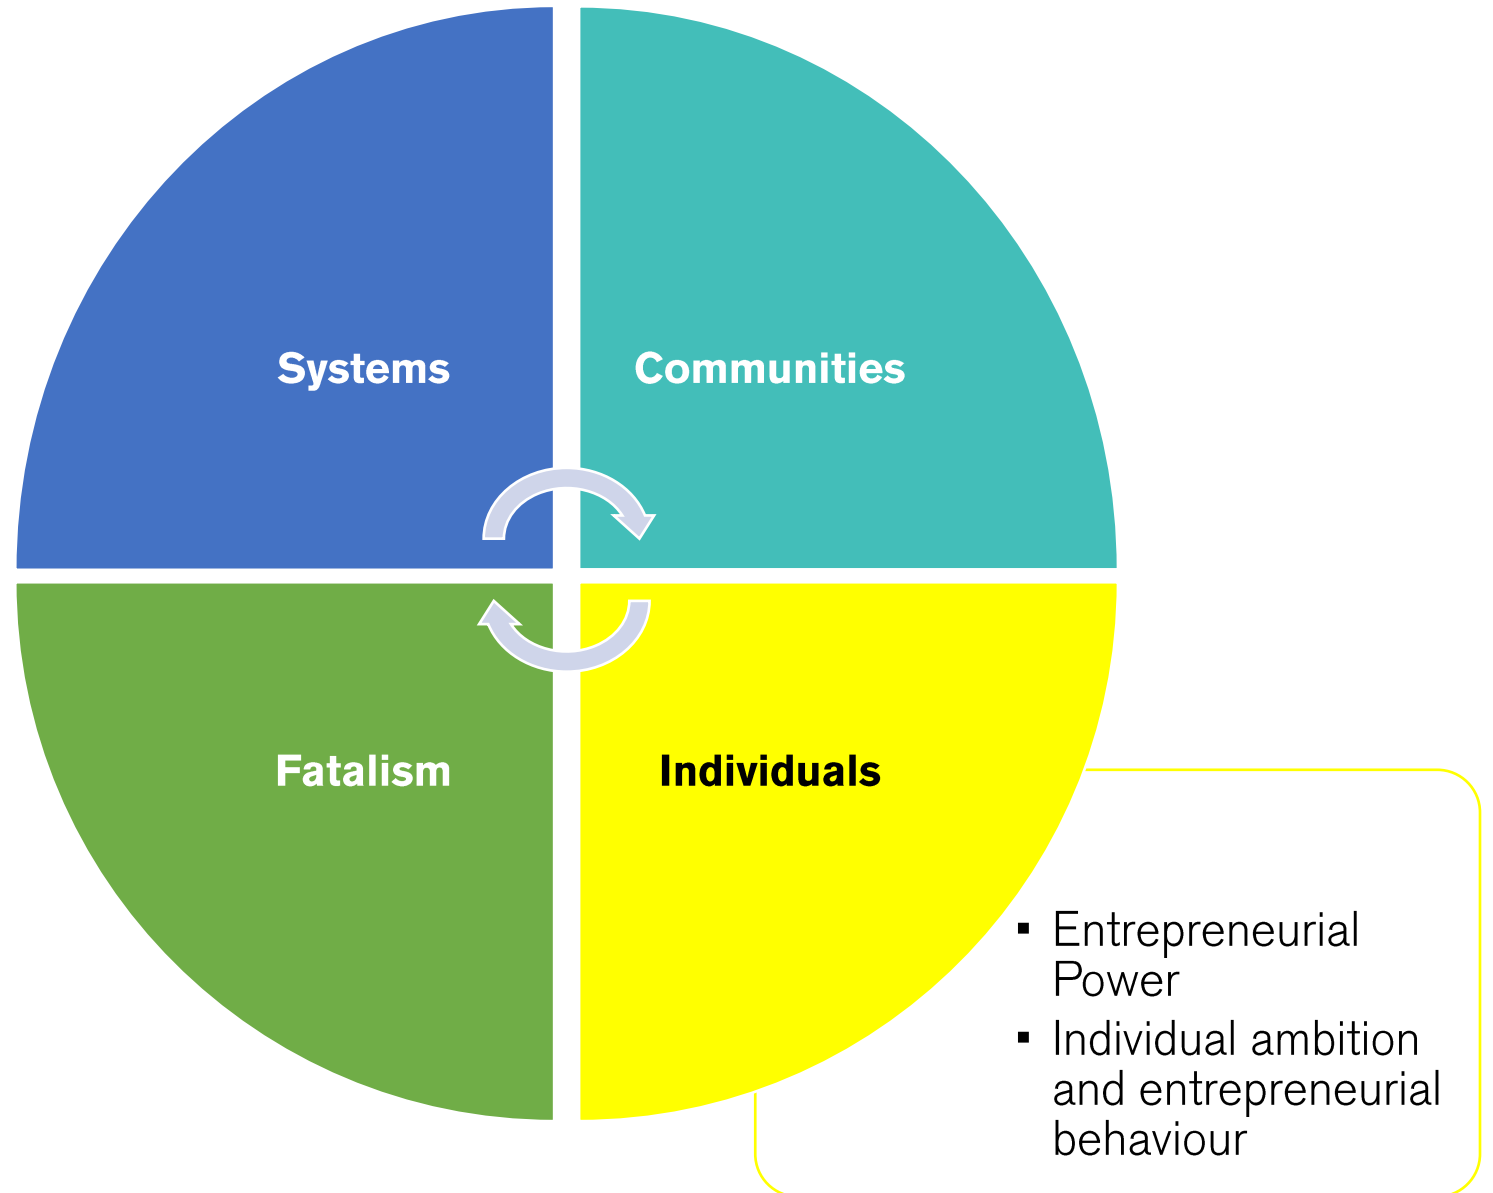 Systems
Communities
Fatalism
Individuals
▪ Entrepreneurial
Power
▪ Individual ambition
and entrepreneurial
behaviour